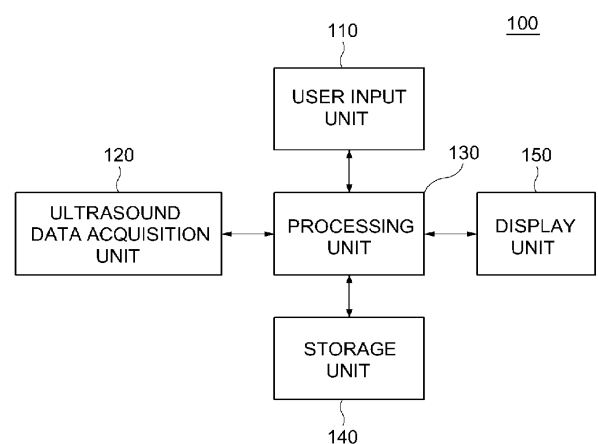 100
110
USER INPUT
UNIT
120
130
150
ULTRASOUND
DATA ACQUISITION
UNIT
PROCESSING
UNIT
DISPLAY
UNIT
STORAGE
UNIT
140